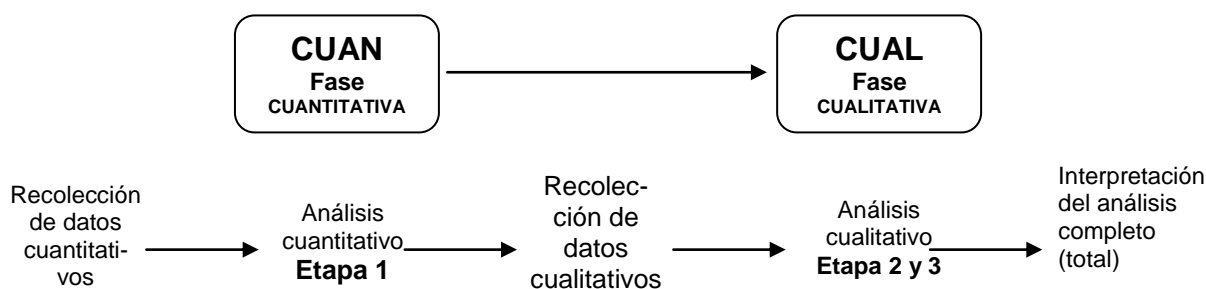 CUAN
Fase
CUANTITATIVA
CUAL
Fase
CUALITATIVA
Recolección
de datos
cuantitati-
vos
Análisis
cuantitativo
Etapa 1
Recolec-
ción de
datos
cualitativos
Análisis
cualitativo
Etapa 2 y 3
Interpretación
del análisis
completo
(total)